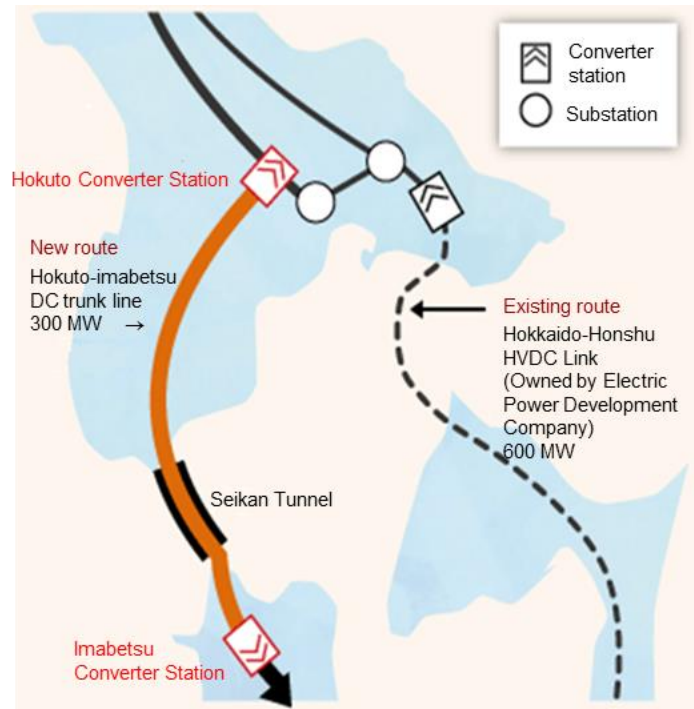 Converter
station
Substation
Hokuto Converter Station
New route
Hokuto-imabetsu
DC trunk line
300 MW →
Existing route
Hokkaido-Honshu
HVDC Link
(Owned by Electric
Power Development
Company)
600 MW
Seikan Tunnel
Imabetsu
Converter Station